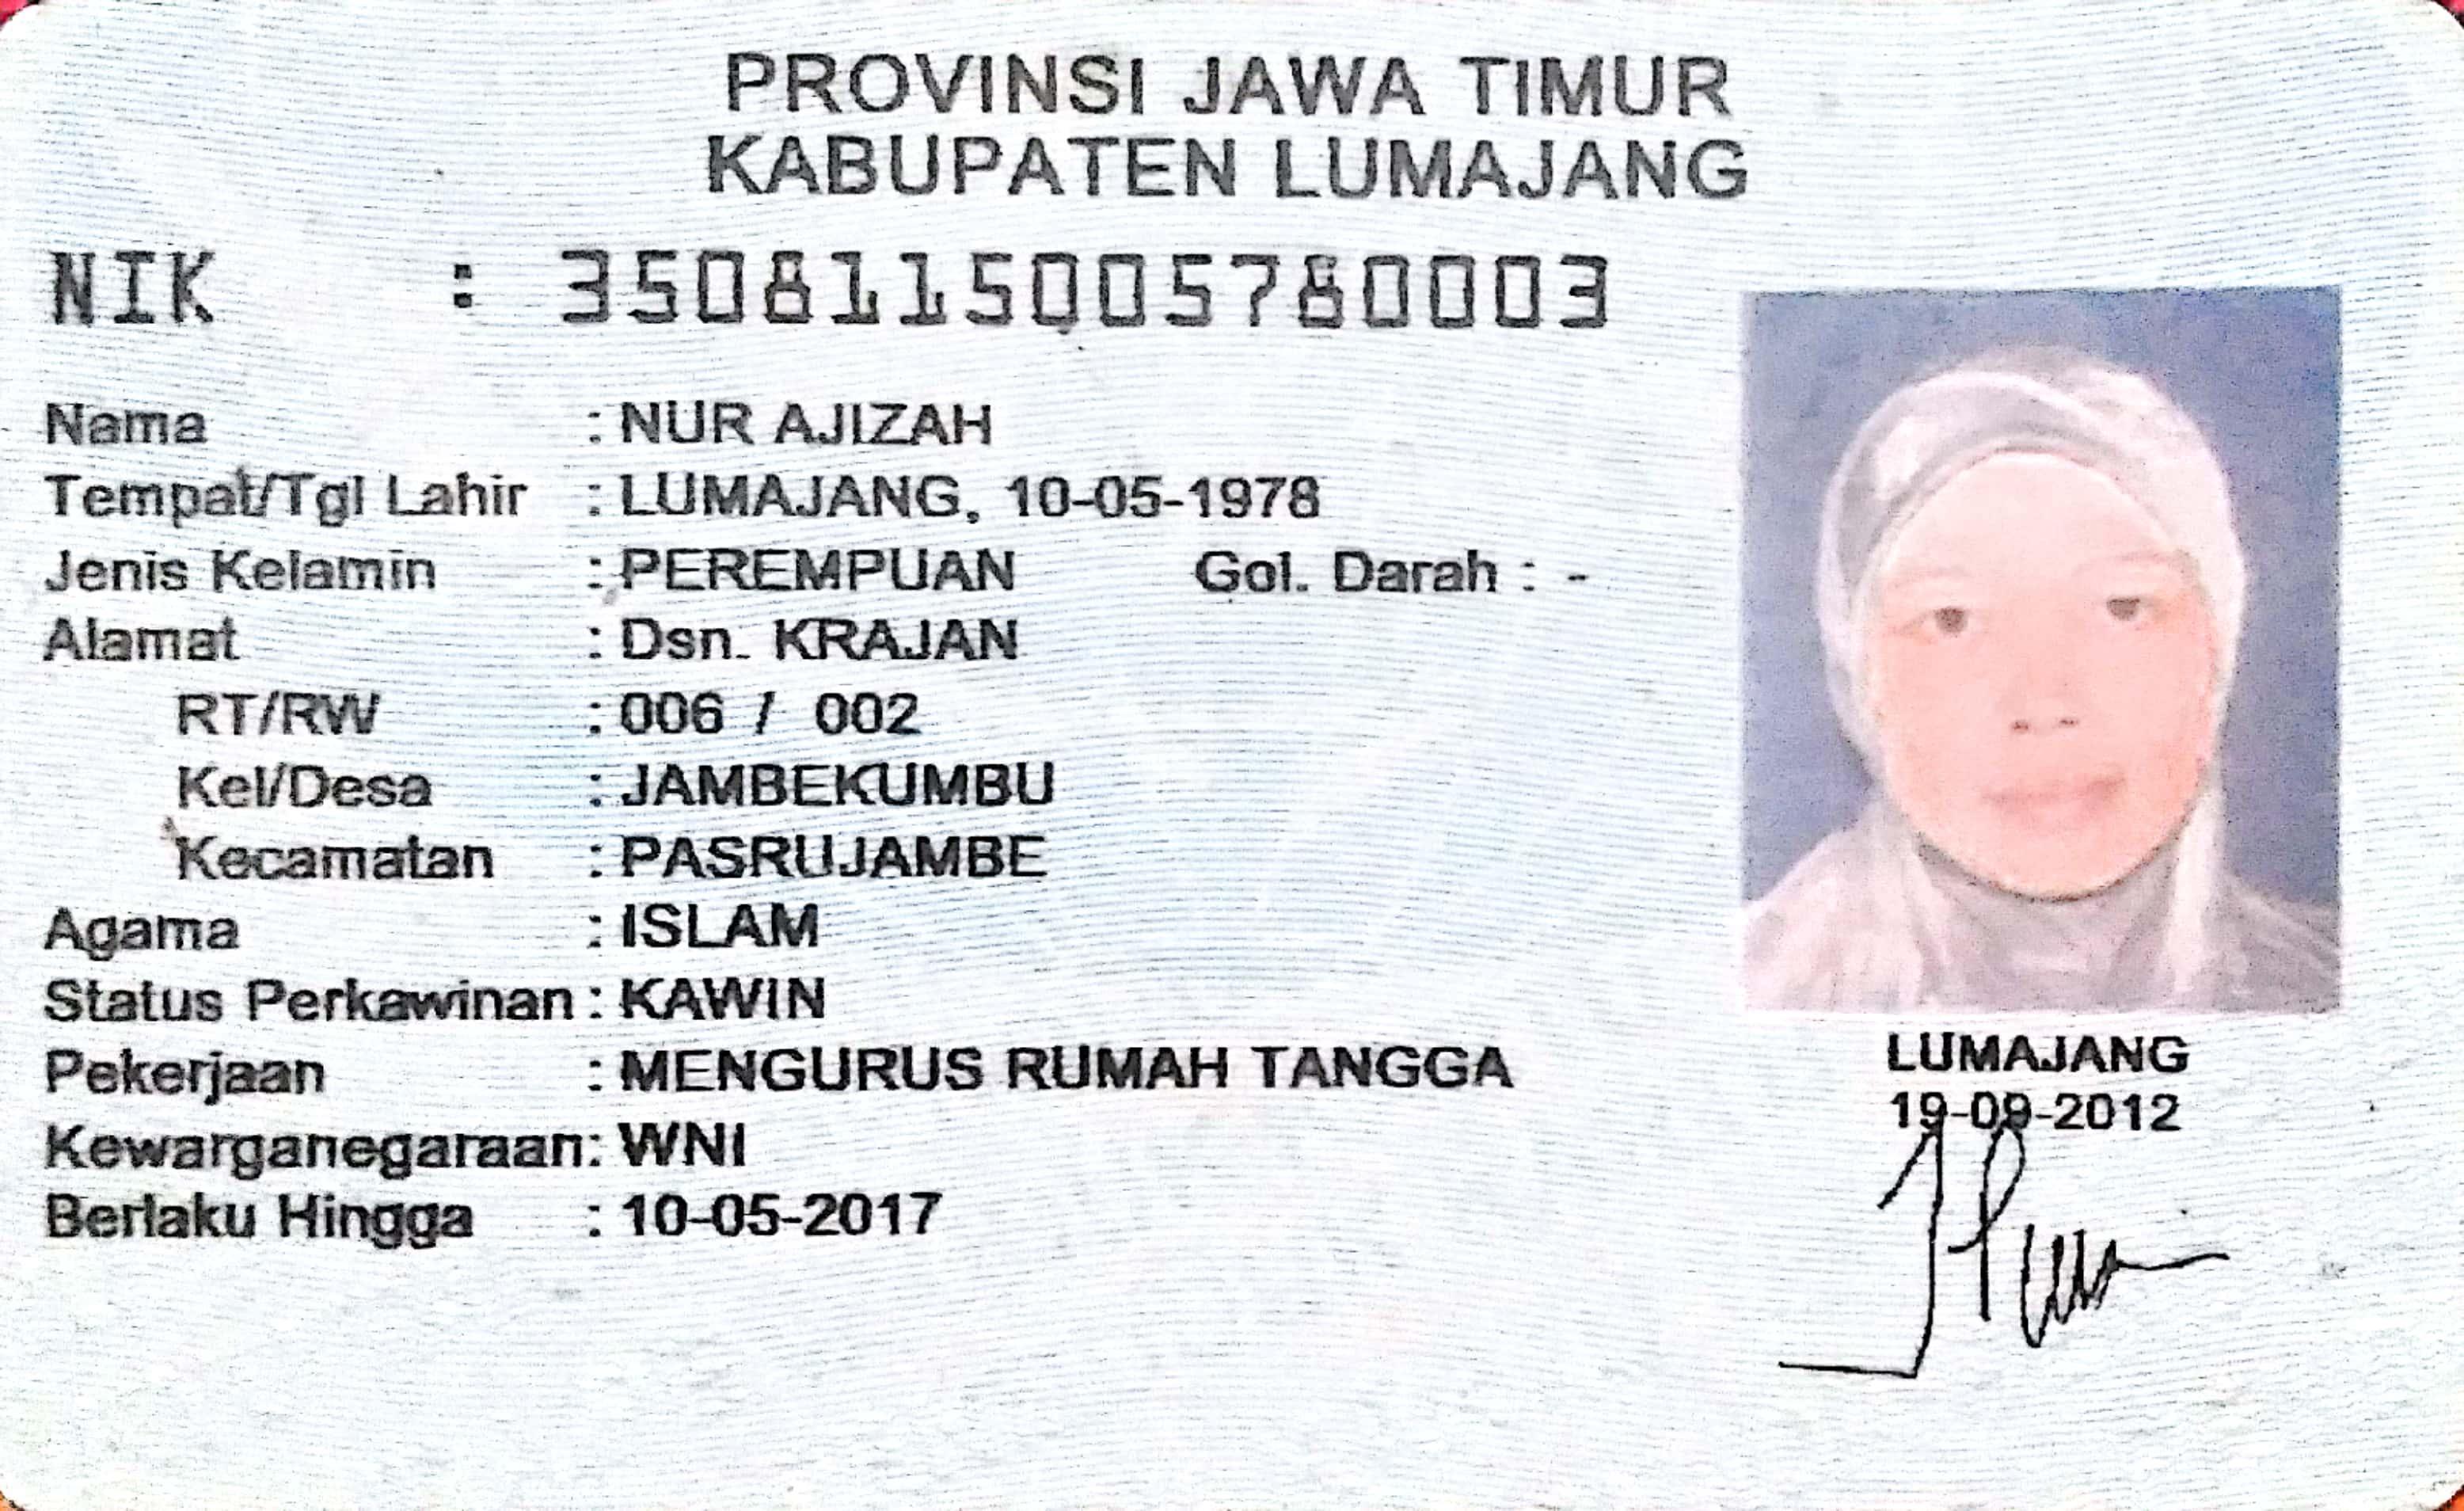 PROVINSI JAWA TIMUR
KABUPATEN LUMAJANG
NIK : 3508115005780003
Nama : NUR AJIZAH
Tempat/Tgl Lahir : LUMAJANG, 10-05-1978
Jenis Kelamin : PEREMPUAN Gol. Darah : -
Alamat : Dsn. KRAJAN
RT/RW : 006 / 002
Kel/Desa : JAMBEKUMBU
Kecamatan : PASRUJAMBE
Agama : ISLAM
Status Perkawinan : KAWIN
Pekerjaan : MENGURUS RUMAH TANGGA
Kewarganegaraan: WNI
Berlaku Hingga : 10-05-2017
LUMAJANG
19-09-2012